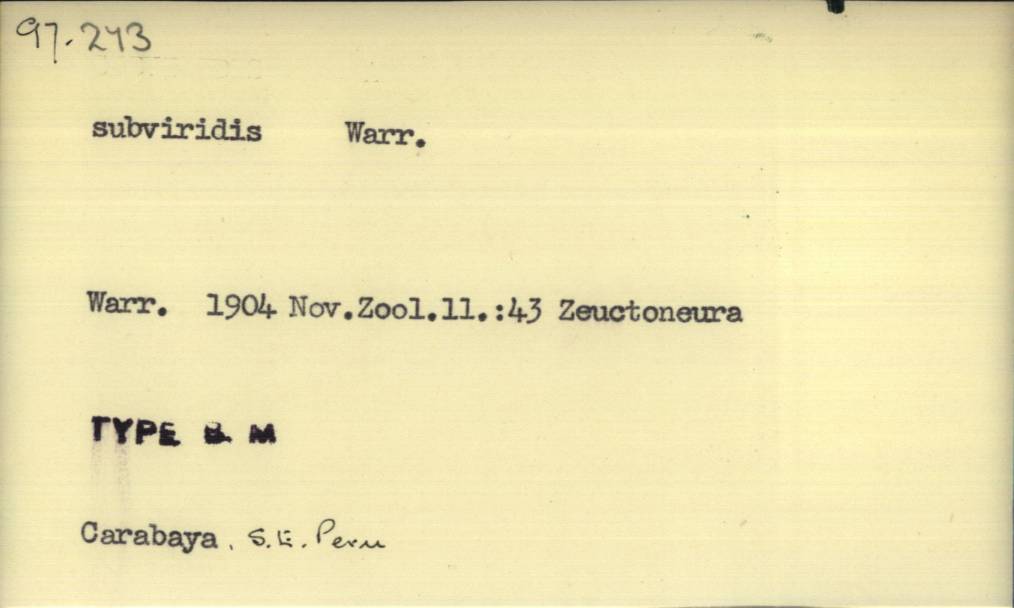 97.243
subviridis Warr.
Warr. 1904 Nov.Zool.11.:43 Zeuctoneura
TYPE B. M
Carabaya, S.E. Peru